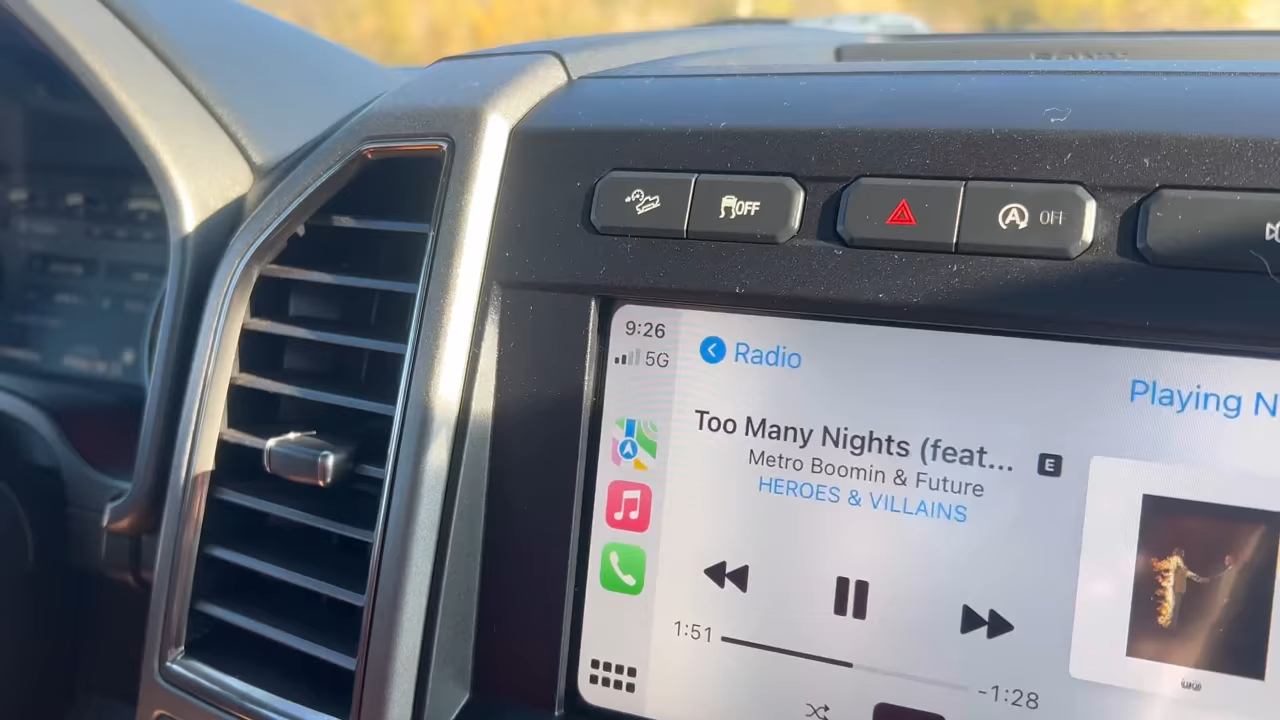 OFF
A OFF
9:26
5G
Radio
Playing N
Too Many Nights (feat... E
Metro Boomin & Future
HEROES & VILLAINS
1:51
-1:28